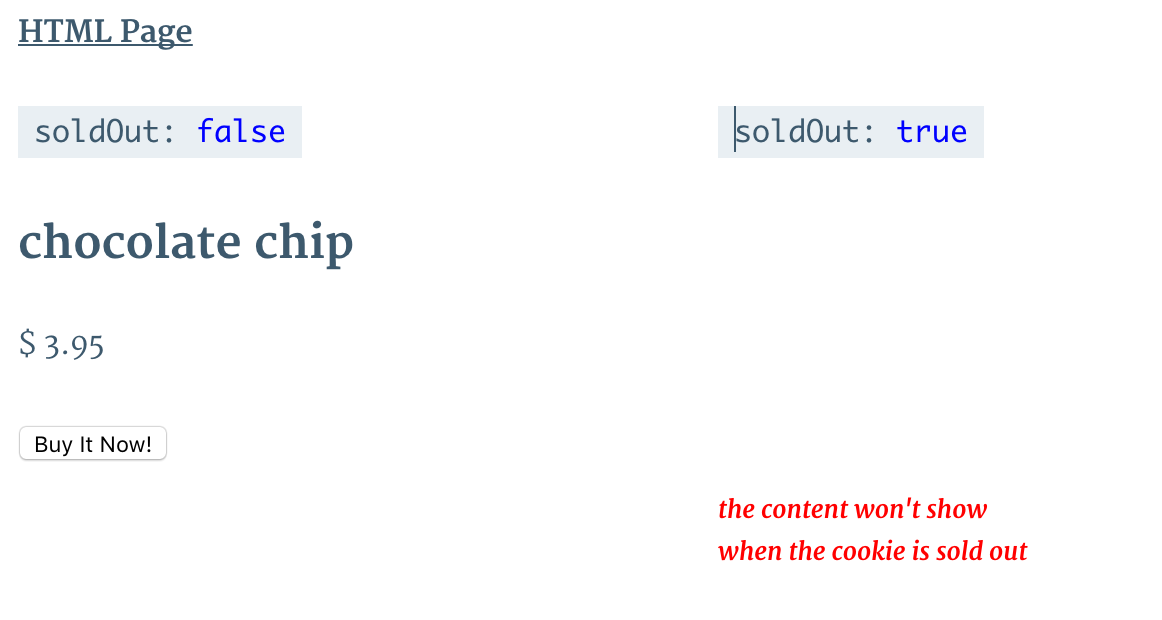 HTML Page
soldOut: false
soldOut: true
chocolate chip
$ 3.95
Buy It Now!
the content won't show
when the cookie is sold out